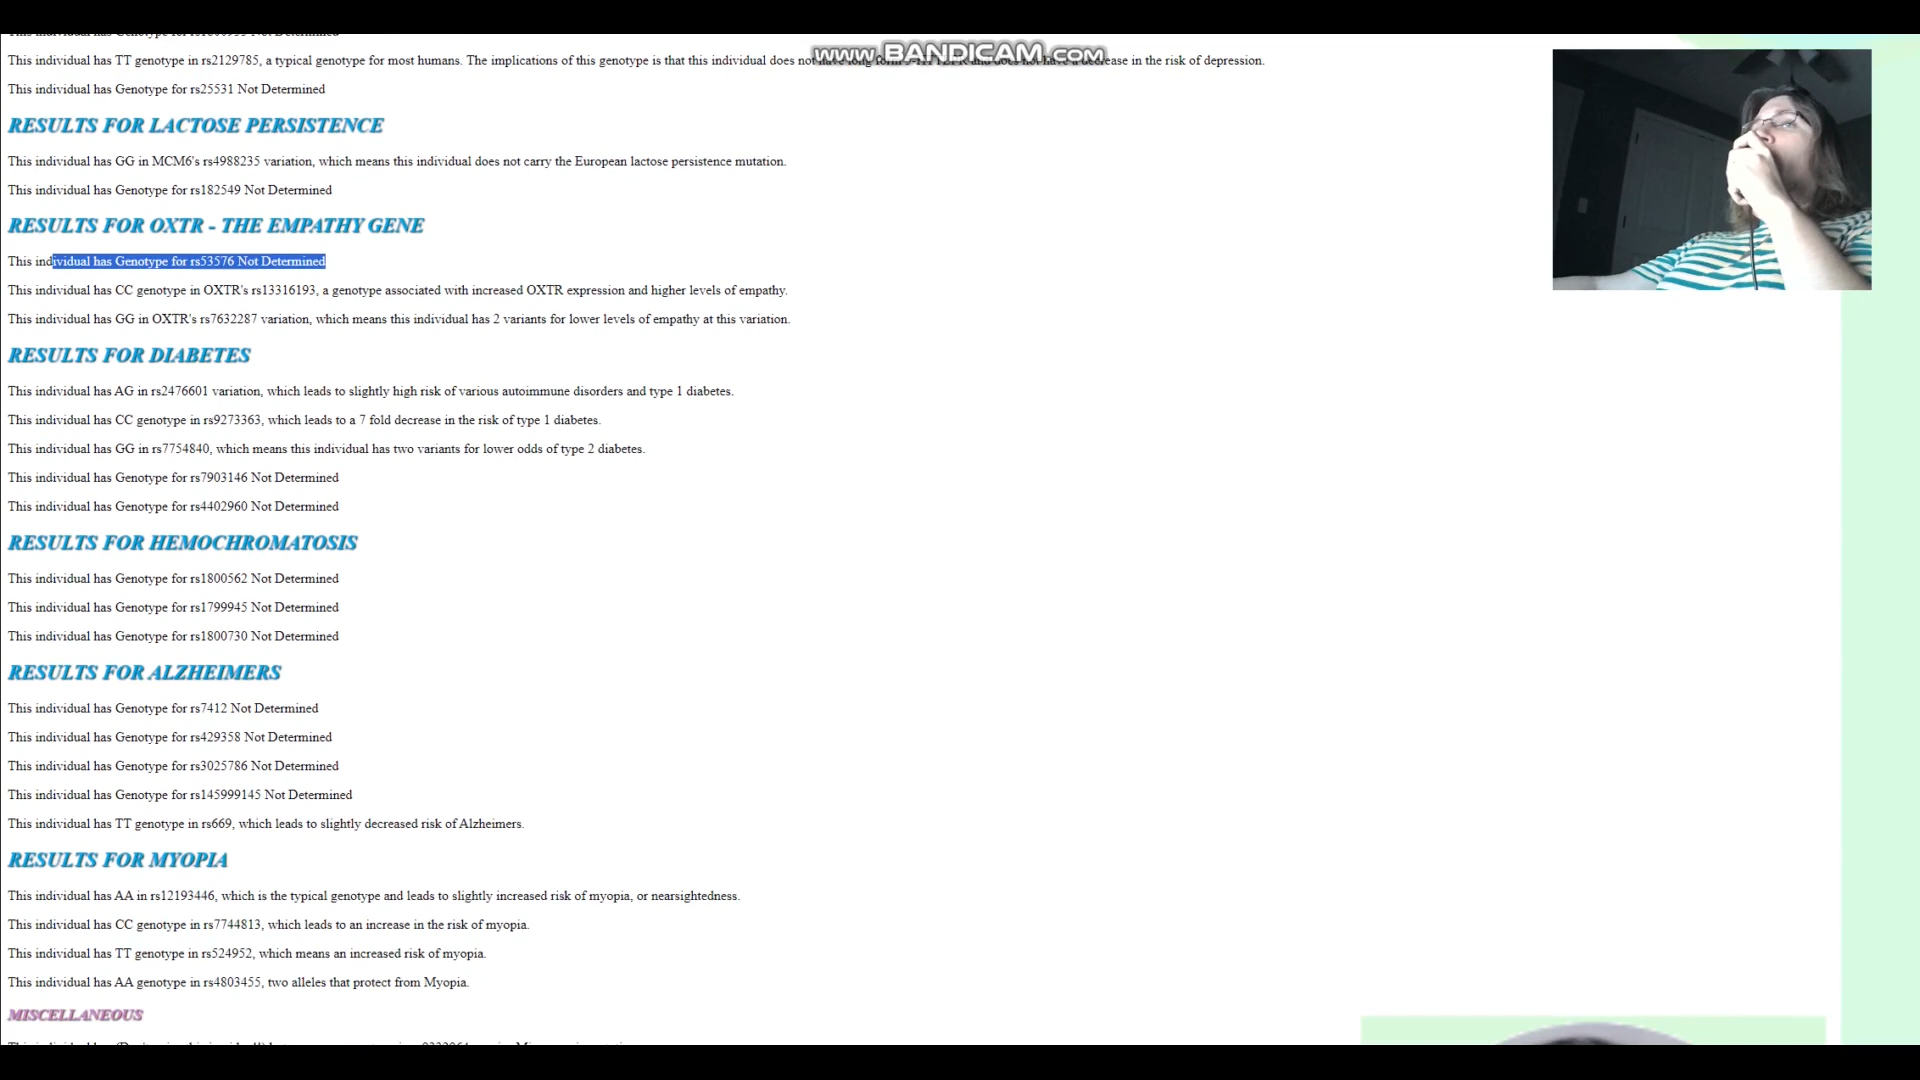 www.BANDICAM.com
This individual has TT genotype in rs2129785, a typical genotype for most humans. The implications of this genotype is that this individual does not have long form 5-HTTLPR and does not have a decrease in the risk of depression.
This individual has Genotype for rs25531 Not Determined
RESULTS FOR LACTOSE PERSISTENCE
This individual has GG in MCM6's rs4988235 variation, which means this individual does not carry the European lactose persistence mutation.
This individual has Genotype for rs182549 Not Determined
RESULTS FOR OXTR - THE EMPATHY GENE
This individual has Genotype for rs53576 Not Determined
This individual has CC genotype in OXTR's rs13316193, a genotype associated with increased OXTR expression and higher levels of empathy.
This individual has GG in OXTR's rs7632287 variation, which means this individual has 2 variants for lower levels of empathy at this variation.
RESULTS FOR DIABETES
This individual has AG in rs2476601 variation, which leads to slightly high risk of various autoimmune disorders and type 1 diabetes.
This individual has CC genotype in rs9273363, which leads to a 7 fold decrease in the risk of type 1 diabetes.
This individual has GG in rs7754840, which means this individual has two variants for lower odds of type 2 diabetes.
This individual has Genotype for rs7903146 Not Determined
This individual has Genotype for rs4402960 Not Determined
RESULTS FOR HEMOCHROMATOSIS
This individual has Genotype for rs1800562 Not Determined
This individual has Genotype for rs1799945 Not Determined
This individual has Genotype for rs1800730 Not Determined
RESULTS FOR ALZHEIMERS
This individual has Genotype for rs7412 Not Determined
This individual has Genotype for rs429358 Not Determined
This individual has Genotype for rs3025786 Not Determined
This individual has Genotype for rs145999145 Not Determined
This individual has TT genotype in rs669, which leads to slightly decreased risk of Alzheimers.
RESULTS FOR MYOPIA
This individual has AA in rs12193446, which is the typical genotype and leads to slightly increased risk of myopia, or nearsightedness.
This individual has CC genotype in rs7744813, which leads to an increase in the risk of myopia.
This individual has TT genotype in rs524952, which means an increased risk of myopia.
This individual has AA genotype in rs4803455, two alleles that protect from Myopia.
MISCELLANEOUS